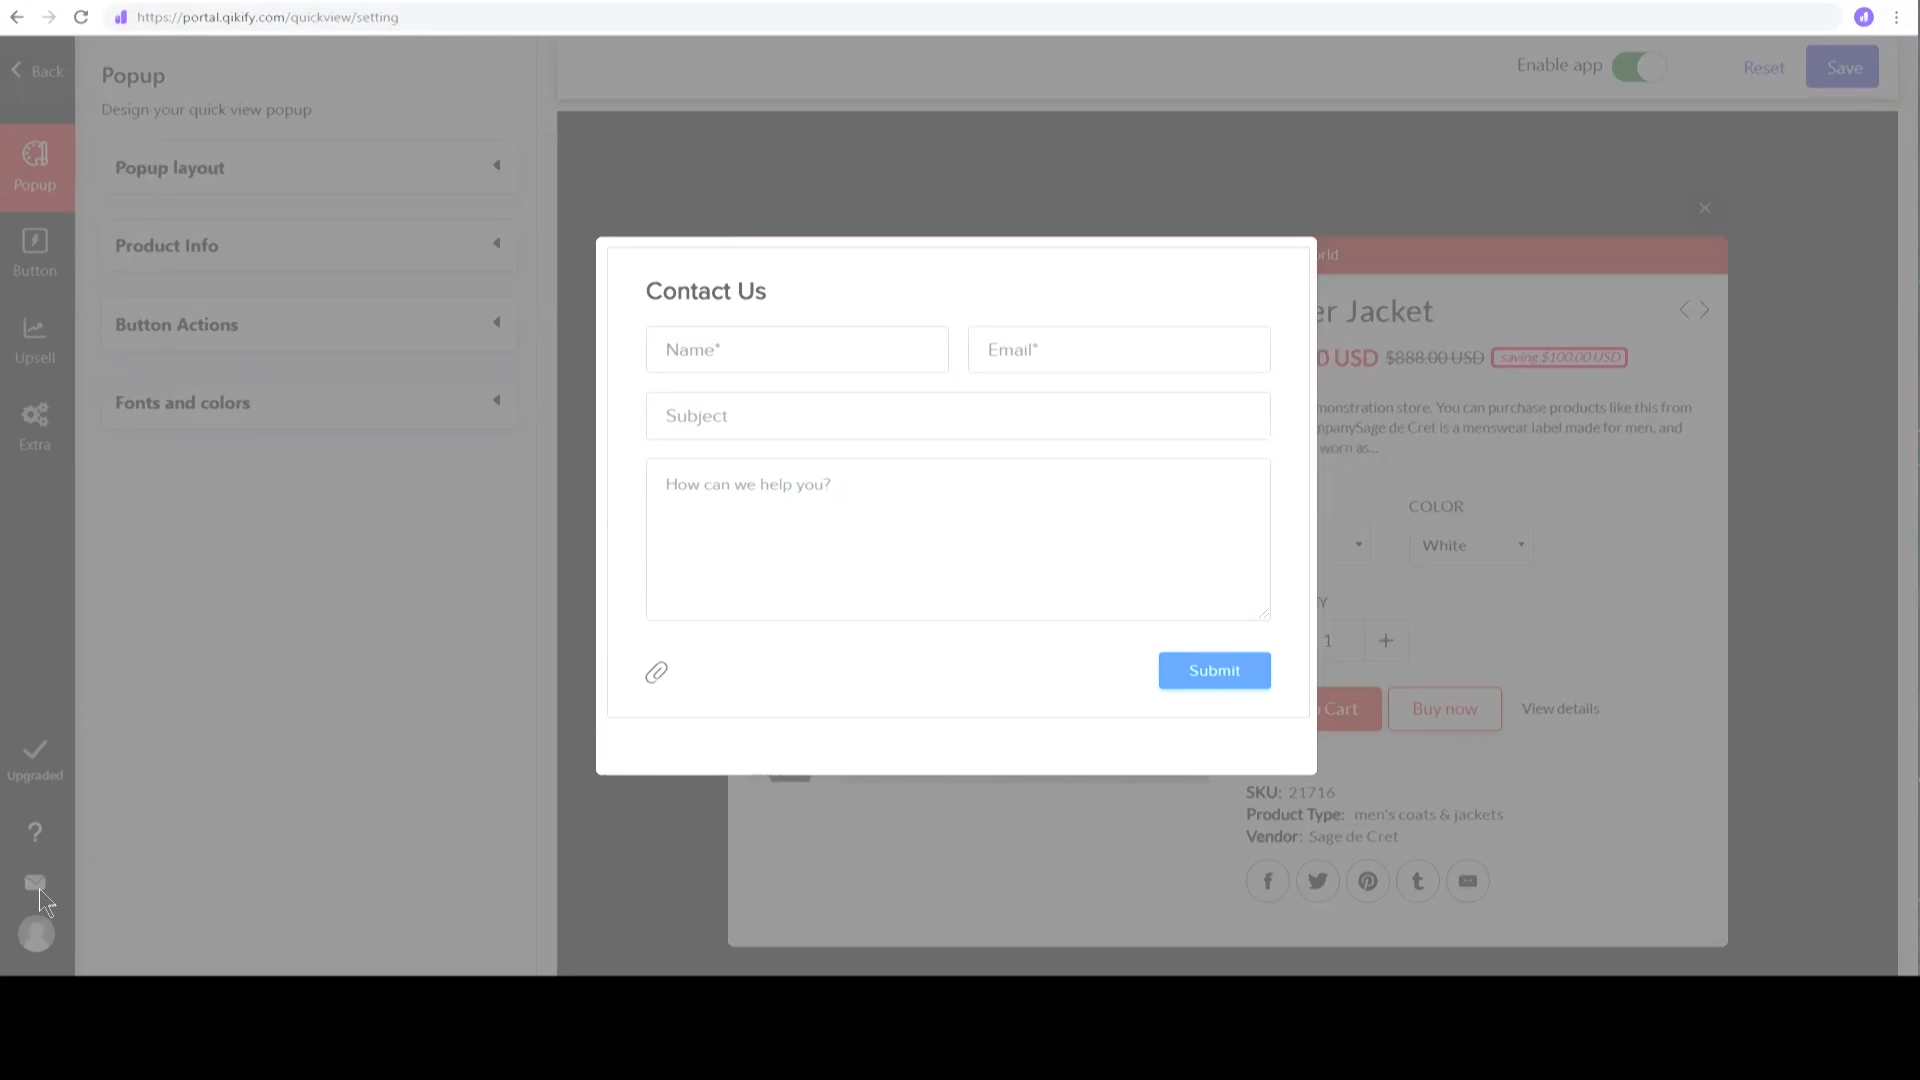 https://portal.qikify.com/quickview/setting
Back
Popup
Design your quick view popup
Enable app
Reset
Save
Popup
Popup layout
Product Info
Button
Button Actions
Upsell
Fonts and colors
Extra
Upgraded
?
Contact Us
Name*
Email*
Subject
How can we help you?
Submit
Jacket
USD $888.00 USD saving $100.00 USD
store. You can purchase products like this from
de Cret is a menswear label made for men, and
worn as...
COLOR
White
1
+
Cart
Buy now
View details
SKU: 21716
Product Type: men's coats & jackets
Vendor: Sage de Cret